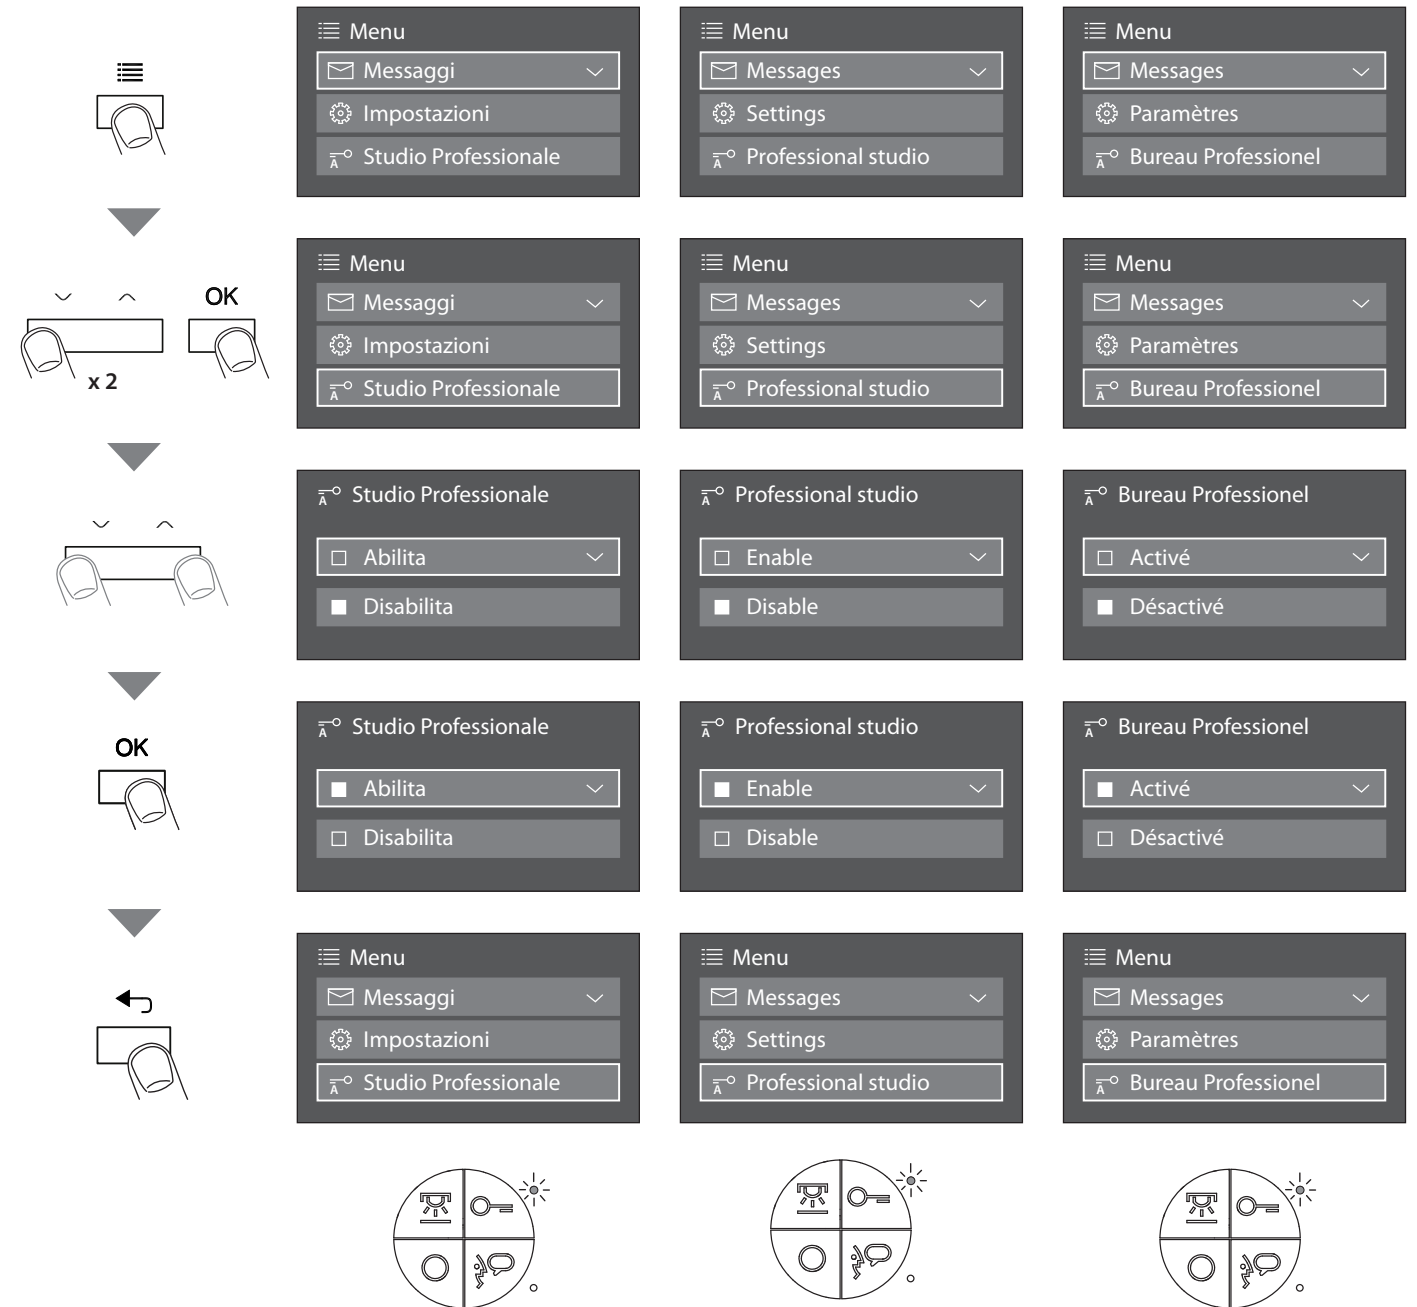 Menu
Messaggi
Impostazioni
A Studio Professionale
Menu
Messages
Settings
A Professional studio
Menu
Messages
Paramètres
A Bureau Professionel
OK
x 2
Menu
Messaggi
Impostazioni
A Studio Professionale
Menu
Messages
Settings
A Professional studio
Menu
Messages
Paramètres
A Bureau Professionel
A Studio Professionale
Abilita
Disabilita
A Professional studio
Enable
Disable
A Bureau Professionel
Activé
Désactivé
OK
A Studio Professionale
Abilita
Disabilita
A Professional studio
Enable
Disable
A Bureau Professionel
Activé
Désactivé
Menu
Messaggi
Impostazioni
A Studio Professionale
Menu
Messages
Settings
A Professional studio
Menu
Messages
Paramètres
A Bureau Professionel